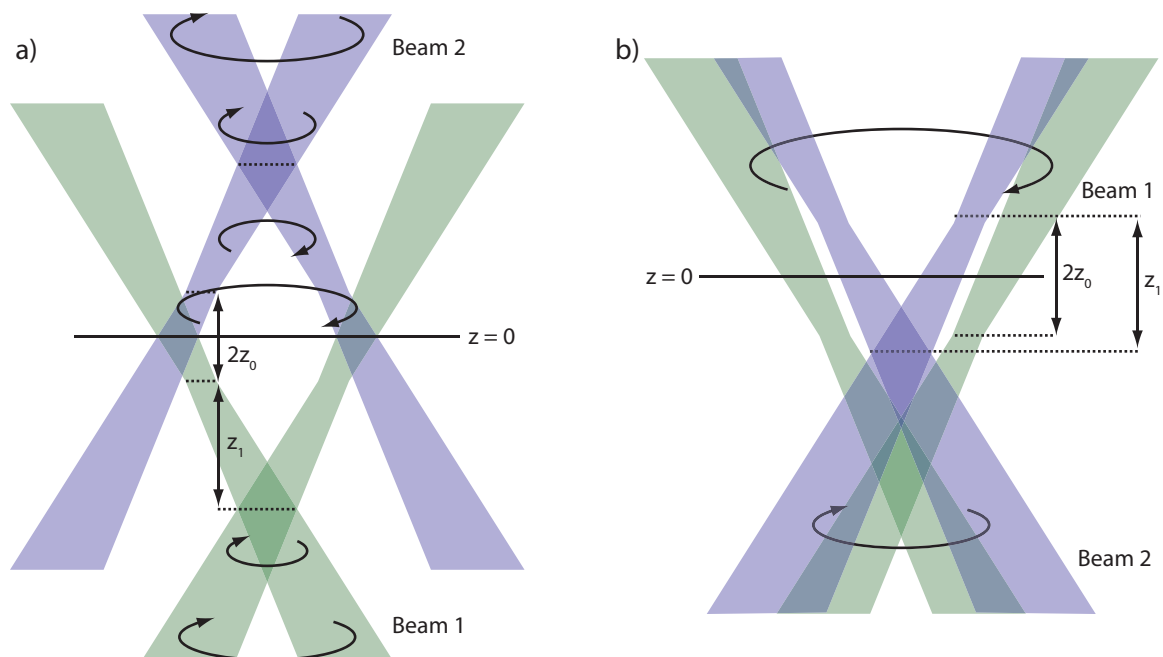 a)
Beam 2
z = 0
2z₀
z₁
Beam 1
b)
Beam 1
z = 0
2z₀
z₁
Beam 2